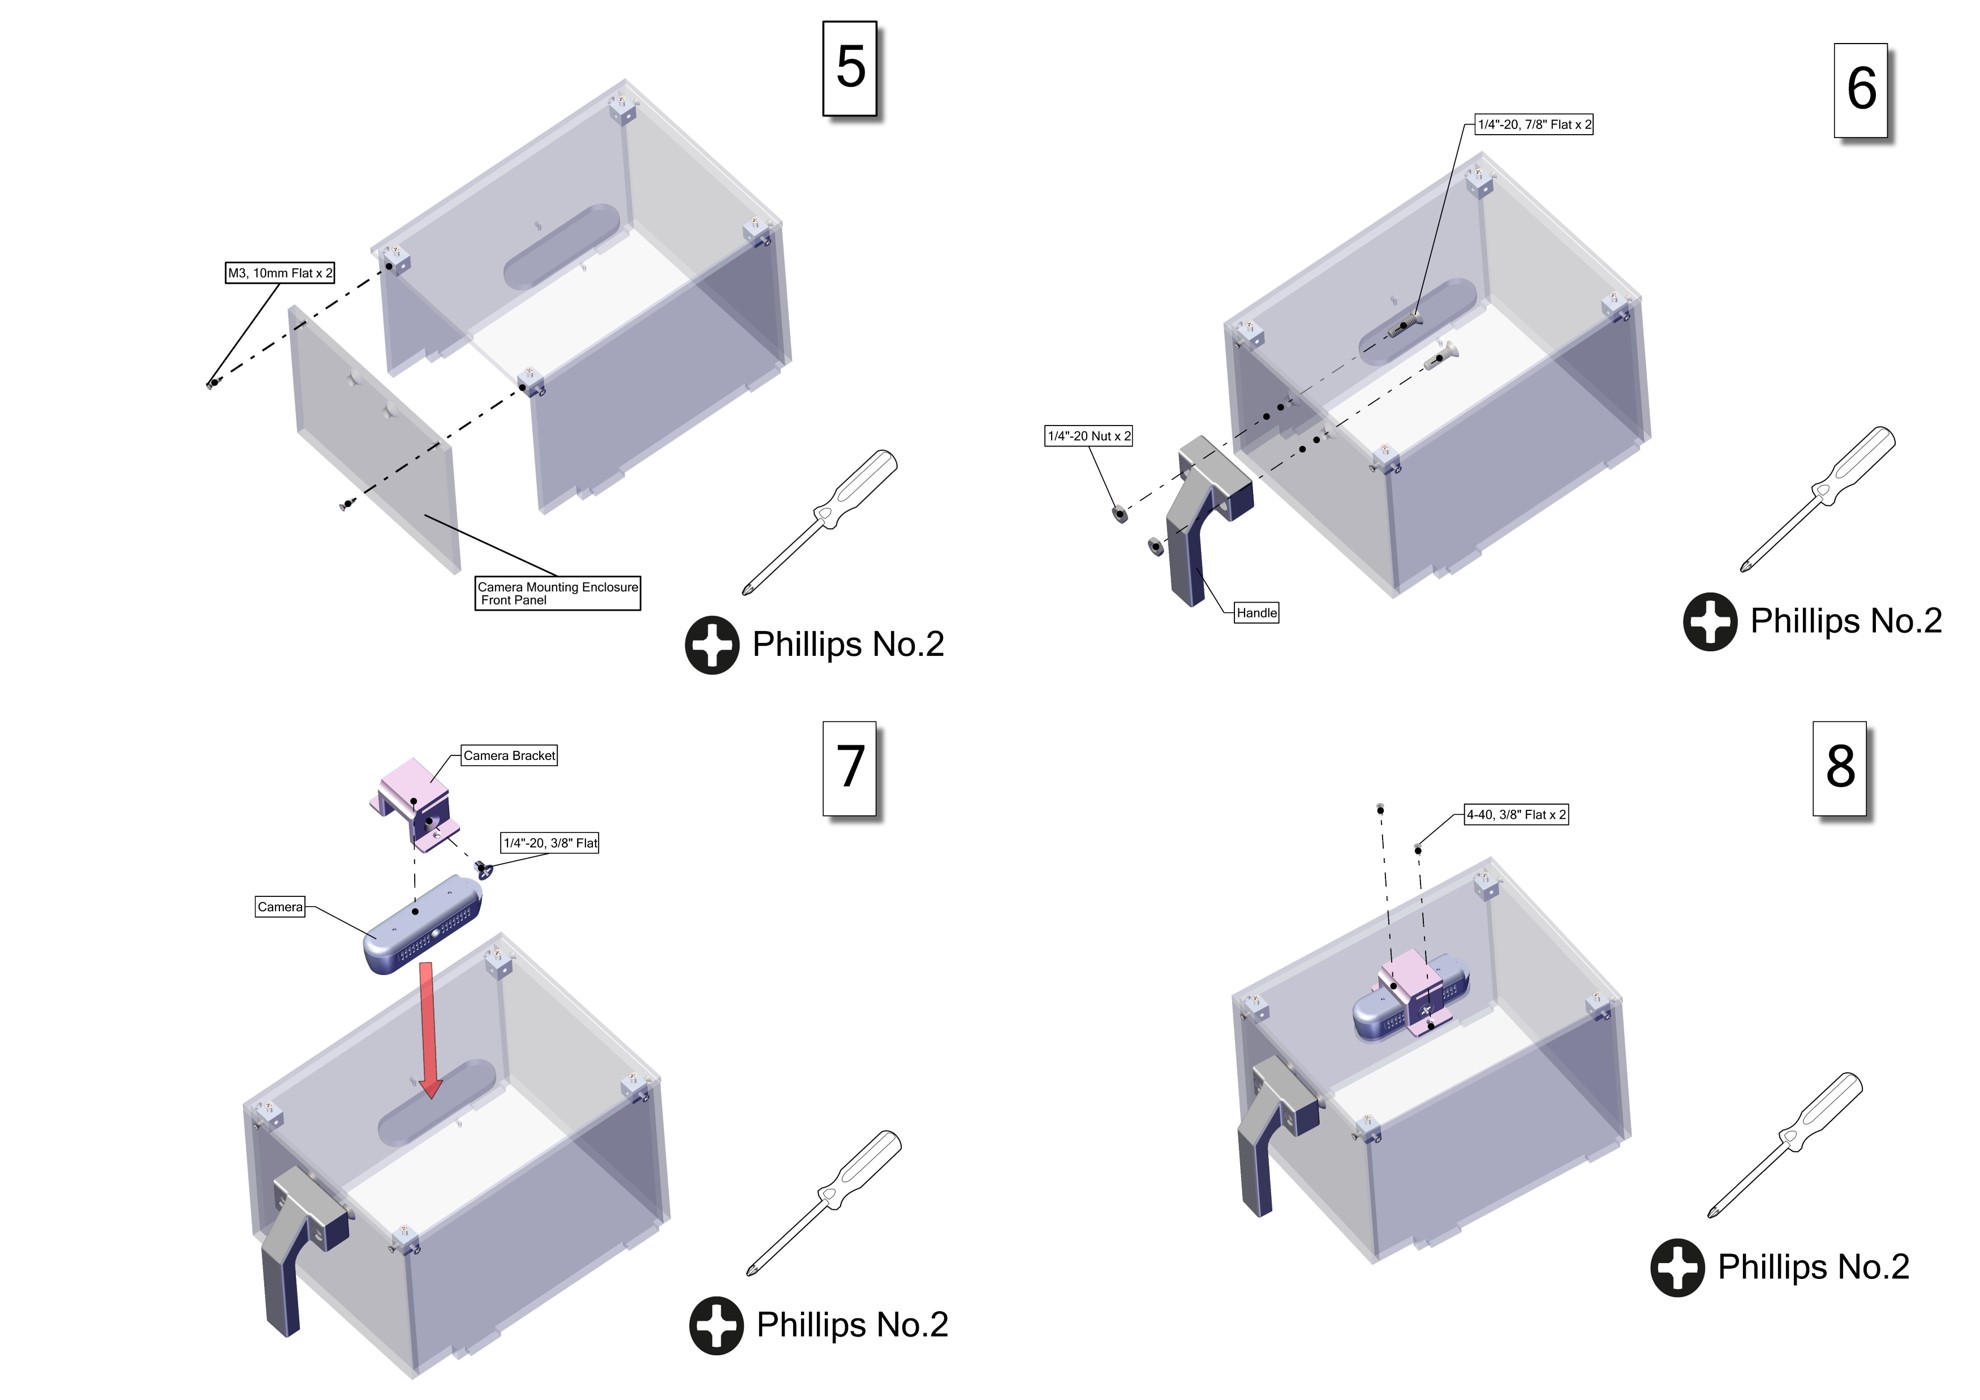 5
M3, 10mm Flat x 2
Camera Mounting Enclosure
Front Panel
Phillips No.2
6
1/4"-20, 7/8" Flat x 2
1/4"-20 Nut x 2
Handle
Phillips No.2
7
Camera Bracket
1/4"-20, 3/8" Flat
Camera
Phillips No.2
8
4-40, 3/8" Flat x 2
Phillips No.2